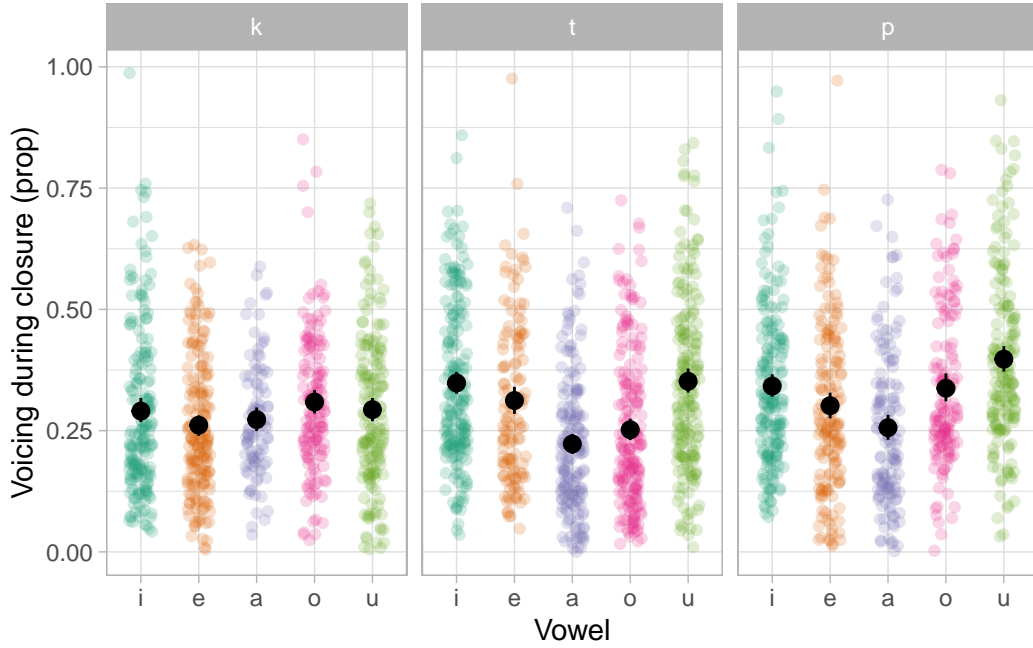 k t p
Voicing during closure (prop)
1.00
0.75
0.50
0.25
0.00
i e a o u i e a o u i e a o u
Vowel